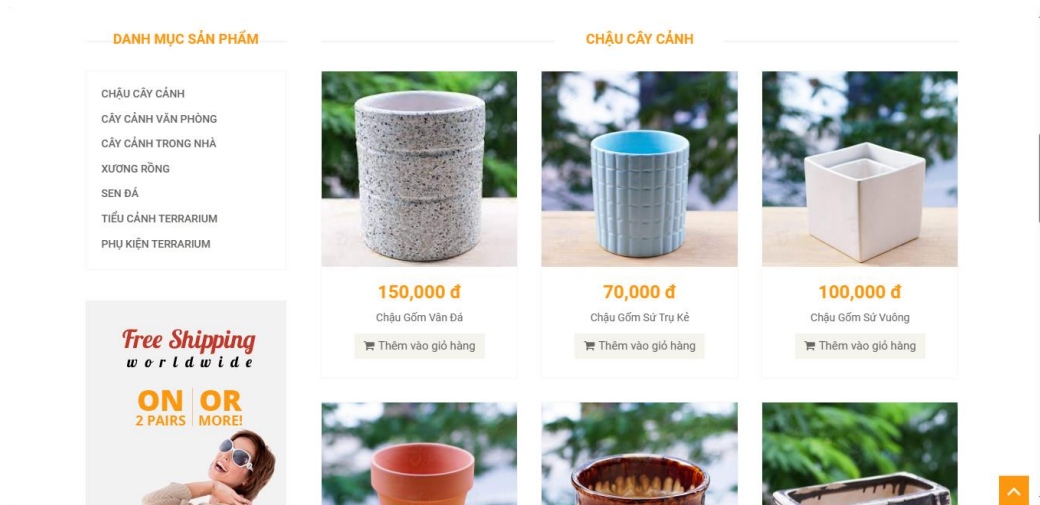 DANH MỤC SẢN PHẨM
CHẬU CÂY CẢNH
CÂY CẢNH VĂN PHÒNG
CÂY CẢNH TRONG NHÀ
XƯƠNG RỒNG
SEN ĐÁ
TIỂU CẢNH TERRARIUM
PHỤ KIỆN TERRARIUM
Free Shipping
worldwide
ON OR
2 PAIRS MORE!
CHẬU CÂY CẢNH
150,000 đ
Chậu Gốm Vân Đá
Thêm vào giỏ hàng
70,000 đ
Chậu Gốm Sứ Trụ Kẻ
Thêm vào giỏ hàng
100,000 đ
Chậu Gốm Sứ Vuông
Thêm vào giỏ hàng